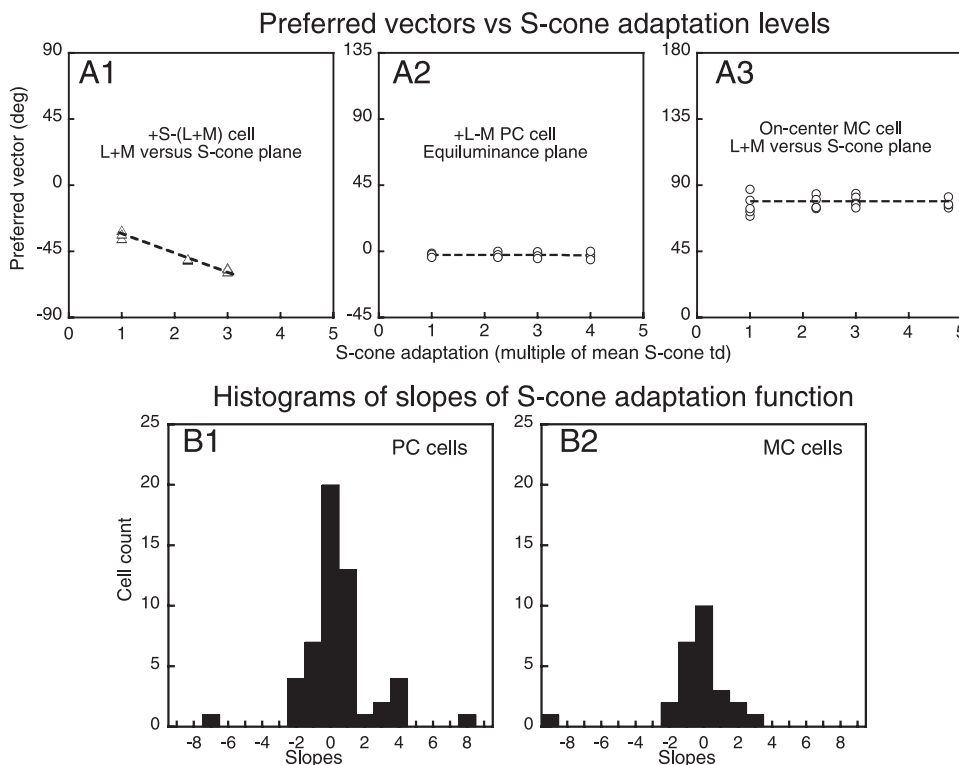 Preferred vectors vs S-cone adaptation levels
Preferred vector (deg)
A1
+S-(L+M) cell
L+M versus S-cone plane
90
45
0
-45
-90
0 1 2 3 4 5
A2
+L-M PC cell
Equiluminance plane
135
90
45
0
-45
0 1 2 3 4 5
A3
On-center MC cell
L+M versus S-cone plane
180
135
90
45
0
0 1 2 3 4 5
S-cone adaptation (multiple of mean S-cone td)
Histograms of slopes of S-cone adaptation function
Cell count
B1
PC cells
25
20
15
10
5
0
-8 -6 -4 -2 0 2 4 6 8
Slopes
B2
MC cells
25
20
15
10
5
0
-8 -6 -4 -2 0 2 4 6 8
Slopes